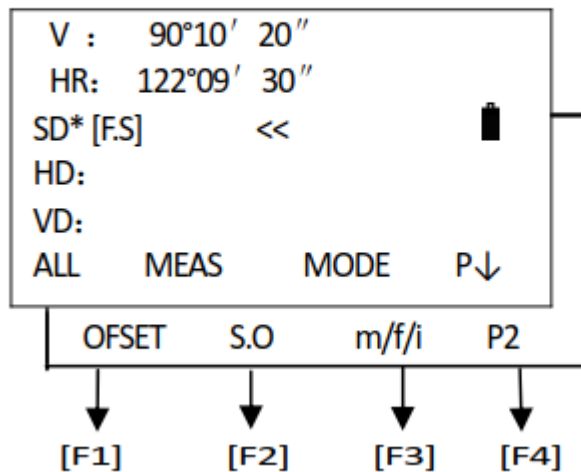 V : 90°10′ 20″
HR: 122°09′ 30″
SD* [F.S] <<
HD:
VD:
ALL MEAS MODE P↓
OFSET S.O m/f/i P2
[F1] [F2] [F3] [F4]